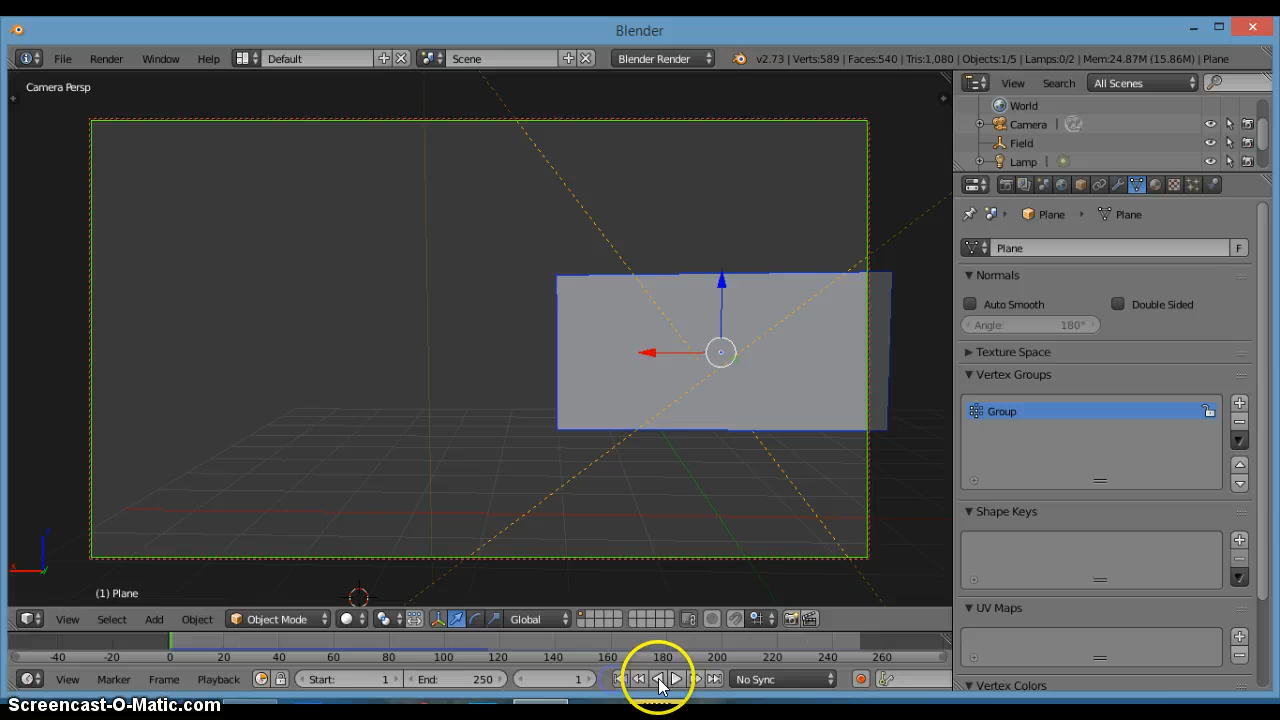 Blender
File Render Window Help Default Scene Blender Render v2.73 | Verts:589 | Faces:540 | Tris:1,080 | Objects:1/5 | Lamps:0/2 | Mem:24.87M (15.86M) | Plane
Camera Persp
View Search All Scenes
World
Camera
Field
Lamp
Plane Plane
Plane F
Normals
Auto Smooth Double Sided
Angle: 180°
Texture Space
Vertex Groups
Group
Shape Keys
UV Maps
Vertex Colors
(1) Plane
View Select Add Object Object Mode Global
-40 -20 0 20 40 60 80 100 120 140 160 180 200 220 240 260
View Marker Frame Playback Start: 1 End: 250 1 No Sync
Screencast-O-Matic.com